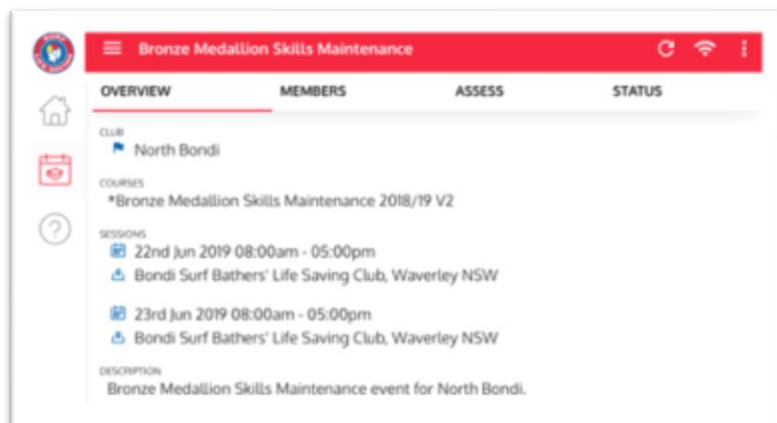 Bronze Medallion Skills Maintenance
OVERVIEW MEMBERS ASSESS STATUS
CLUB
North Bondi
COURSES
*Bronze Medallion Skills Maintenance 2018/19 V2
SESSIONS
22nd Jun 2019 08:00am - 05:00pm
Bondi Surf Bathers' Life Saving Club, Waverley NSW
23rd Jun 2019 08:00am - 05:00pm
Bondi Surf Bathers' Life Saving Club, Waverley NSW
DESCRIPTION
Bronze Medallion Skills Maintenance event for North Bondi.